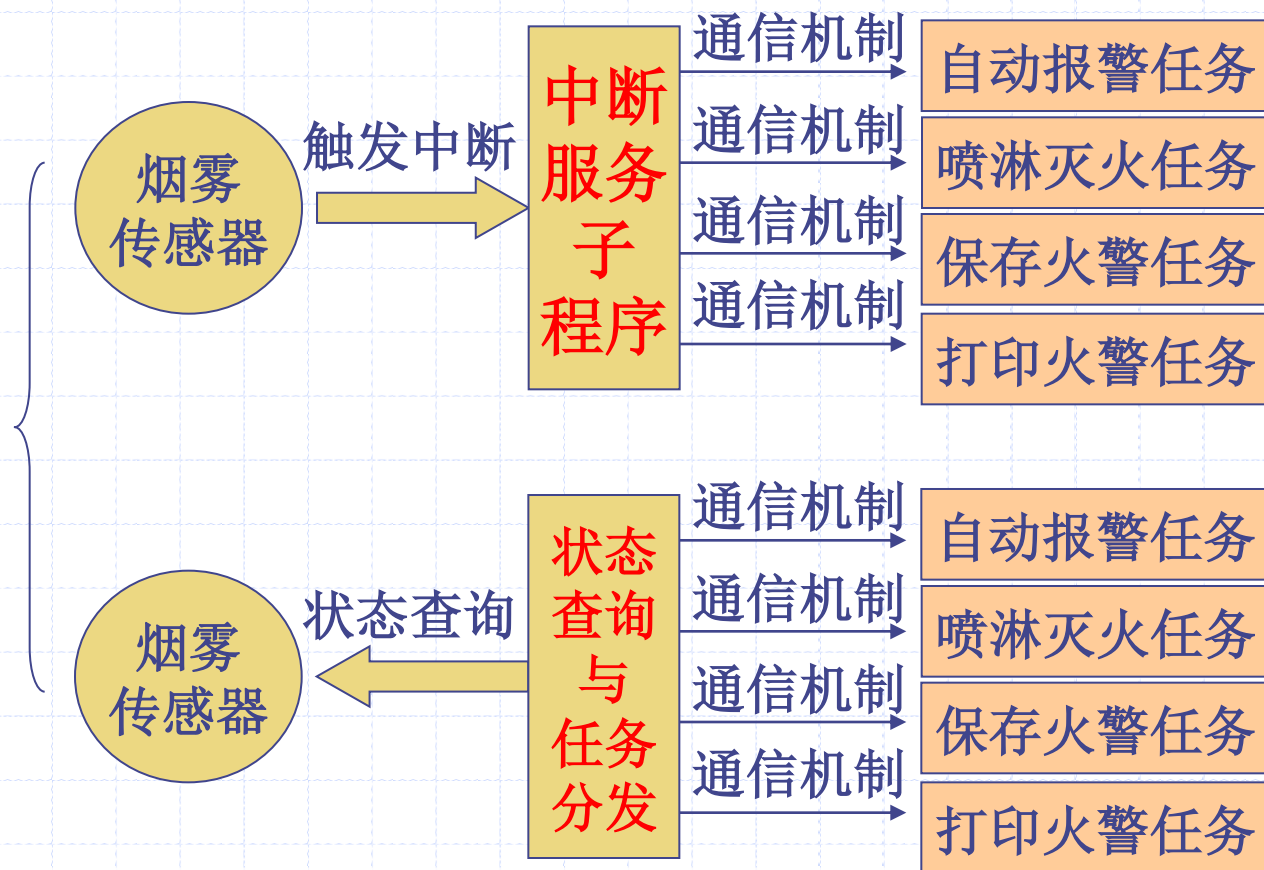 烟雾
传感器
触发中断
中断
服务
子
程序
通信机制
自动报警任务
通信机制
喷淋灭火任务
通信机制
保存火警任务
通信机制
打印火警任务
烟雾
传感器
状态查询
状态
查询
与
任务
分发
通信机制
自动报警任务
通信机制
喷淋灭火任务
通信机制
保存火警任务
通信机制
打印火警任务